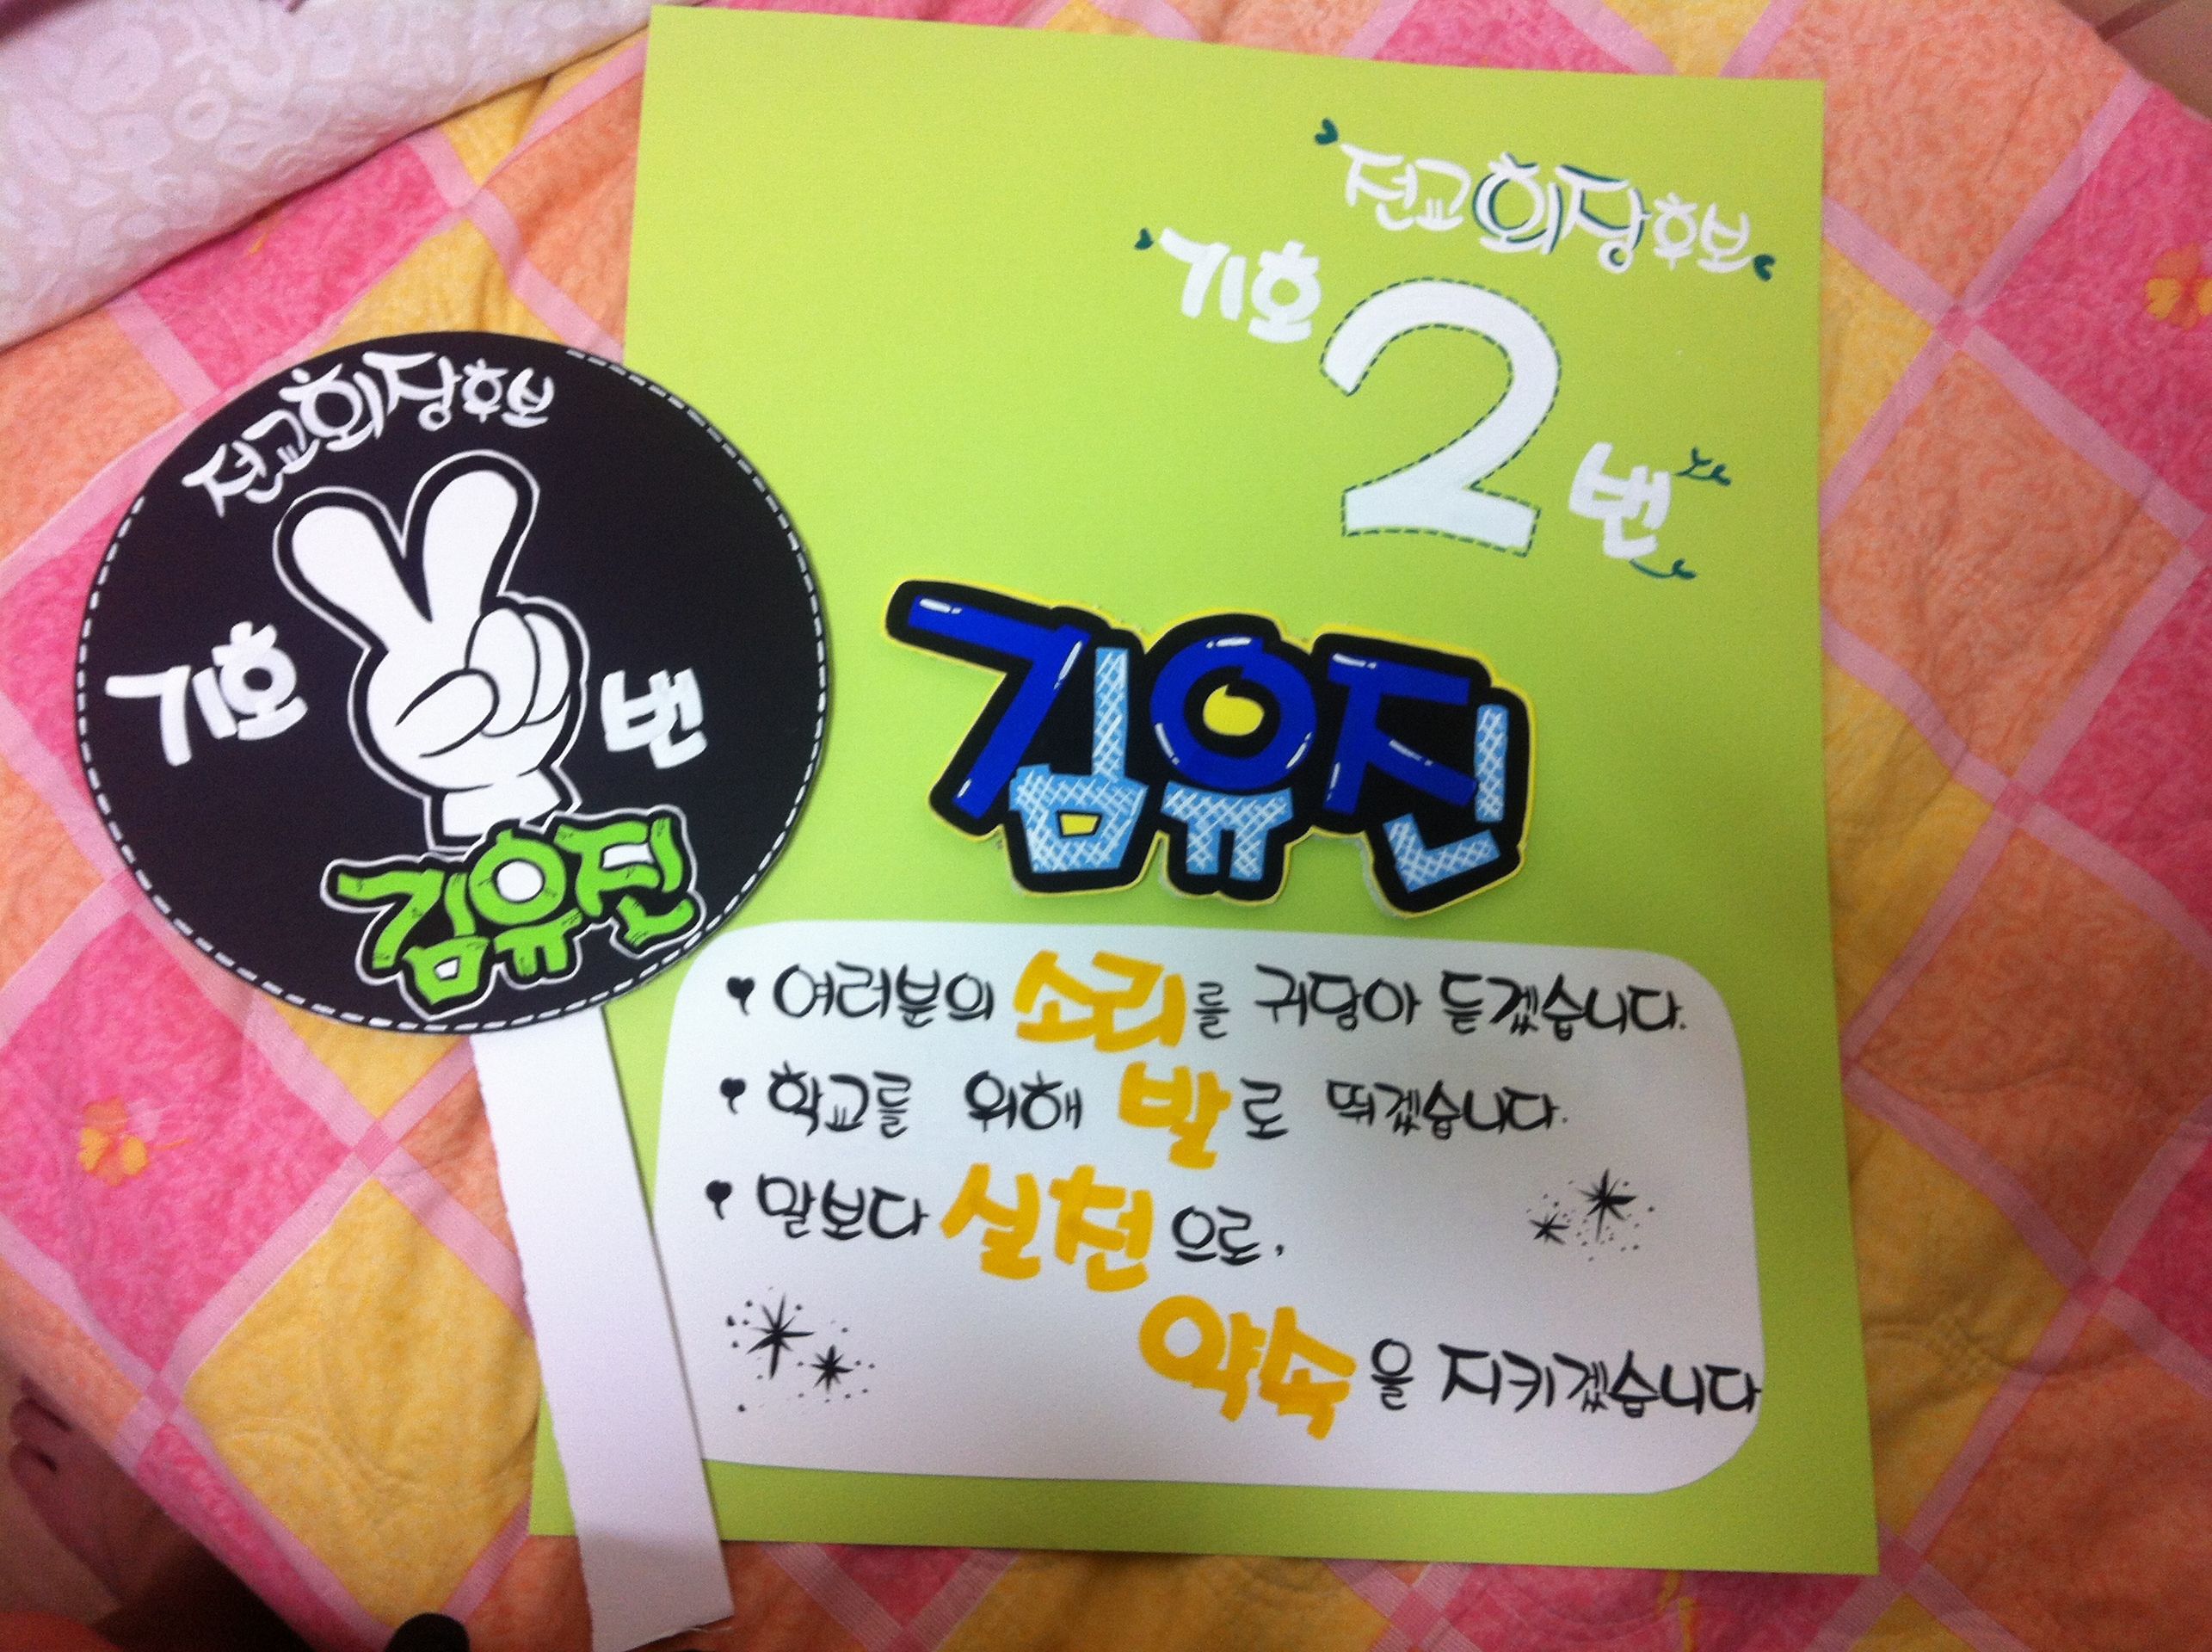 전교회장후보
기호 번
김유진
전교회장후보
기호 2 번
김유진
여러분의 소리를 귀담아 듣겠습니다.
학교를 위해 발로 뛰겠습니다.
말보다 실천으로,
약속을 지키겠습니다